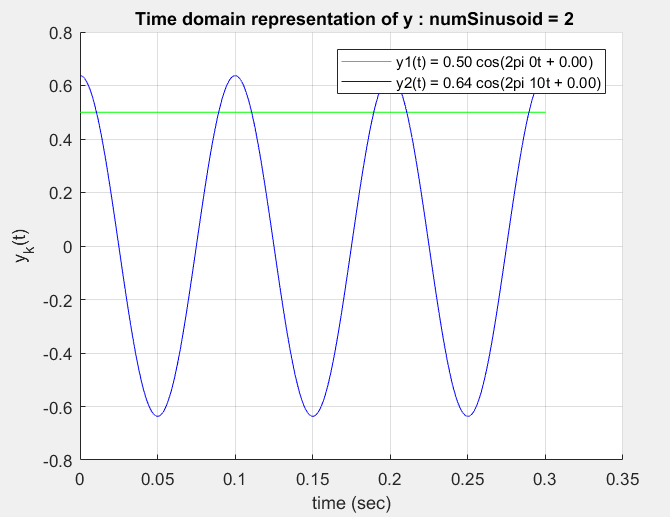 Time domain representation of y : numSinusoid = 2
y1(t) = 0.50 cos(2pi 0t + 0.00)
y2(t) = 0.64 cos(2pi 10t + 0.00)
0.8
0.6
0.4
0.2
0
-0.2
-0.4
-0.6
-0.8
yk(t)
0 0.05 0.1 0.15 0.2 0.25 0.3 0.35
time (sec)